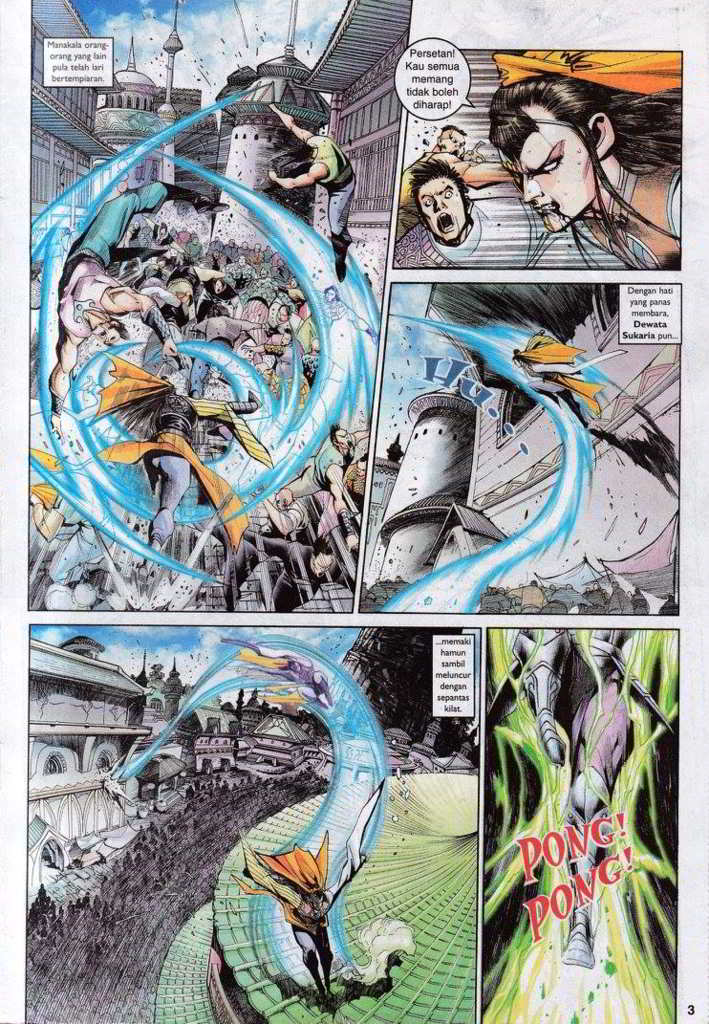 Manakala orang-
orang yang lain
pula telah lari
bertempiaran.
Persetan!
Kau semua
memang
tidak boleh
diharap!
Dengan hati
yang panas
membara,
Dewata
Sukaria pun...
Hu...
...memaki
hamun
sambil
meluncur
dengan
sepantas
kilat.
PONG!
PONG!
3